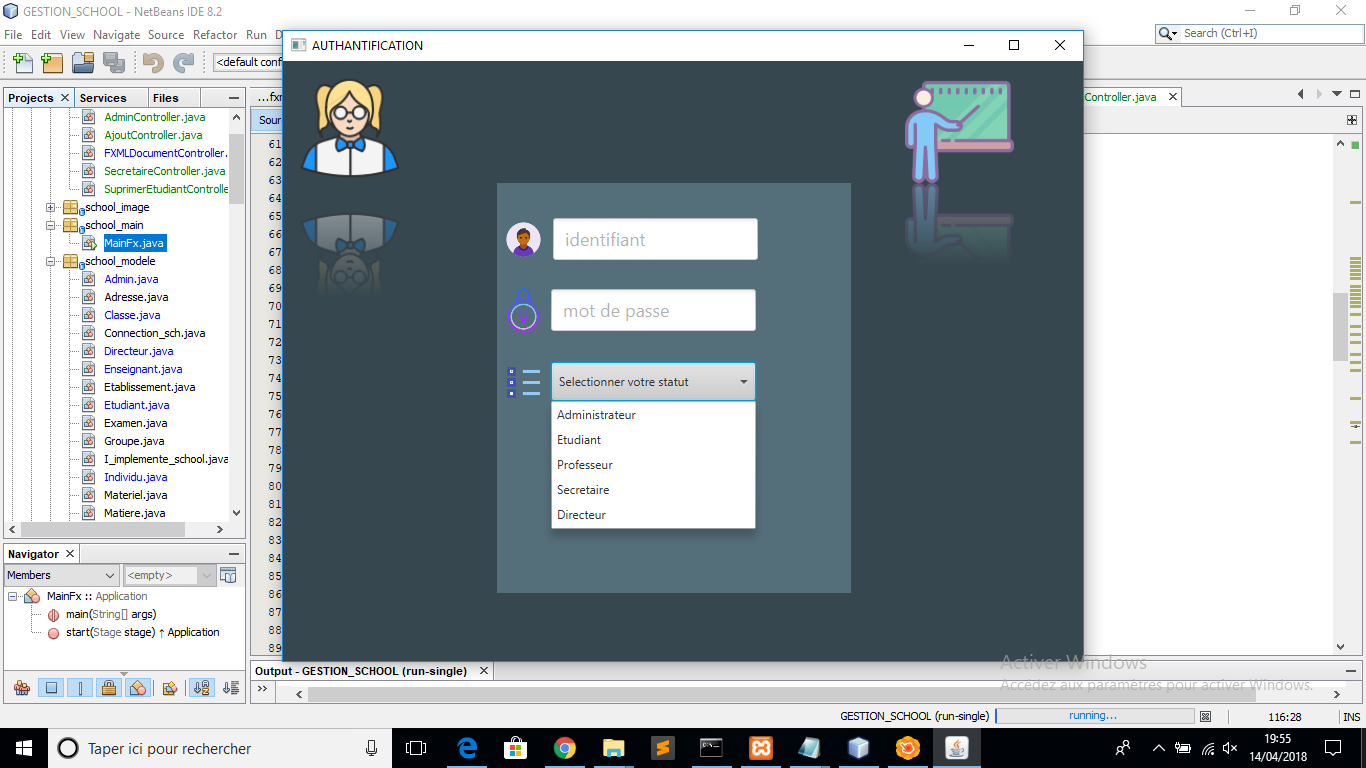 GESTION_SCHOOL - NetBeans IDE 8.2
File Edit View Navigate Source Refactor Run
Search (Ctrl+I)
AUTHANTIFICATION
<default conf
Projects Services Files
...fxr
Controller.java
Sour
AdminController.java
AjoutController.java
FXMLDocumentController.
SecretaireController.java
SuprimerEtudiantControlle
school_image
school_main
MainFx.java
school_modele
Admin.java
Adresse.java
Classe.java
Connection_sch.java
Directeur.java
Enseignant.java
Etablissement.java
Etudiant.java
Examen.java
Groupe.java
I_implemente_school.java
Individu.java
Materiel.java
Matiere.java
61
62
63
64
65
66
67
68
69
70
71
72
73
74
75
76
77
78
79
80
81
82
83
84
85
86
87
88
89
identifiant
mot de passe
Selectionner votre statut
Administrateur
Etudiant
Professeur
Secretaire
Directeur
Navigator
Members <empty>
MainFx :: Application
main(String[] args)
start(Stage stage) ↑ Application
Output - GESTION_SCHOOL (run-single)
Activer Windows
Accédez aux paramètres pour activer Windows.
GESTION_SCHOOL (run-single) running... 116:28 INS
Taper ici pour rechercher
19:55
14/04/2018